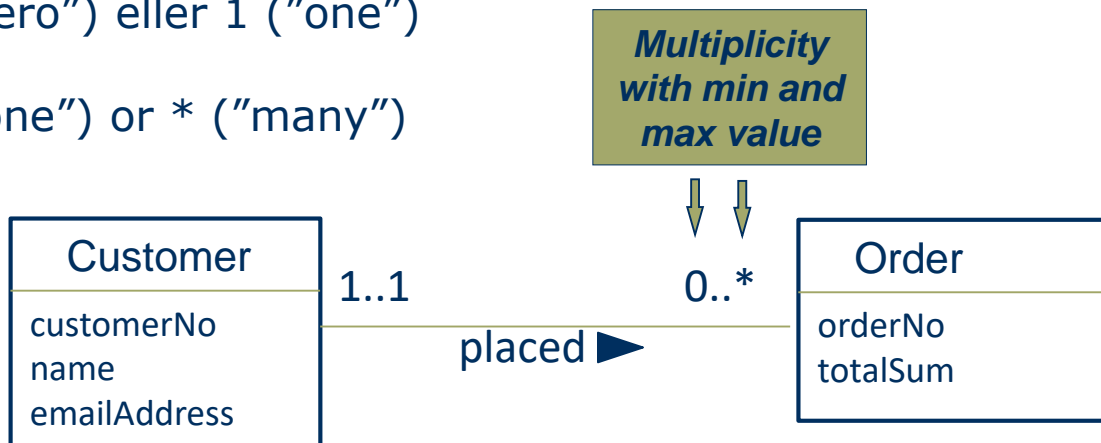 ero") eller 1 ("one")
ne") or * ("many")
Multiplicity
with min and
max value
Customer
1..1
0..*
Order
customerNo
name
emailAddress
placed
orderNo
totalSum